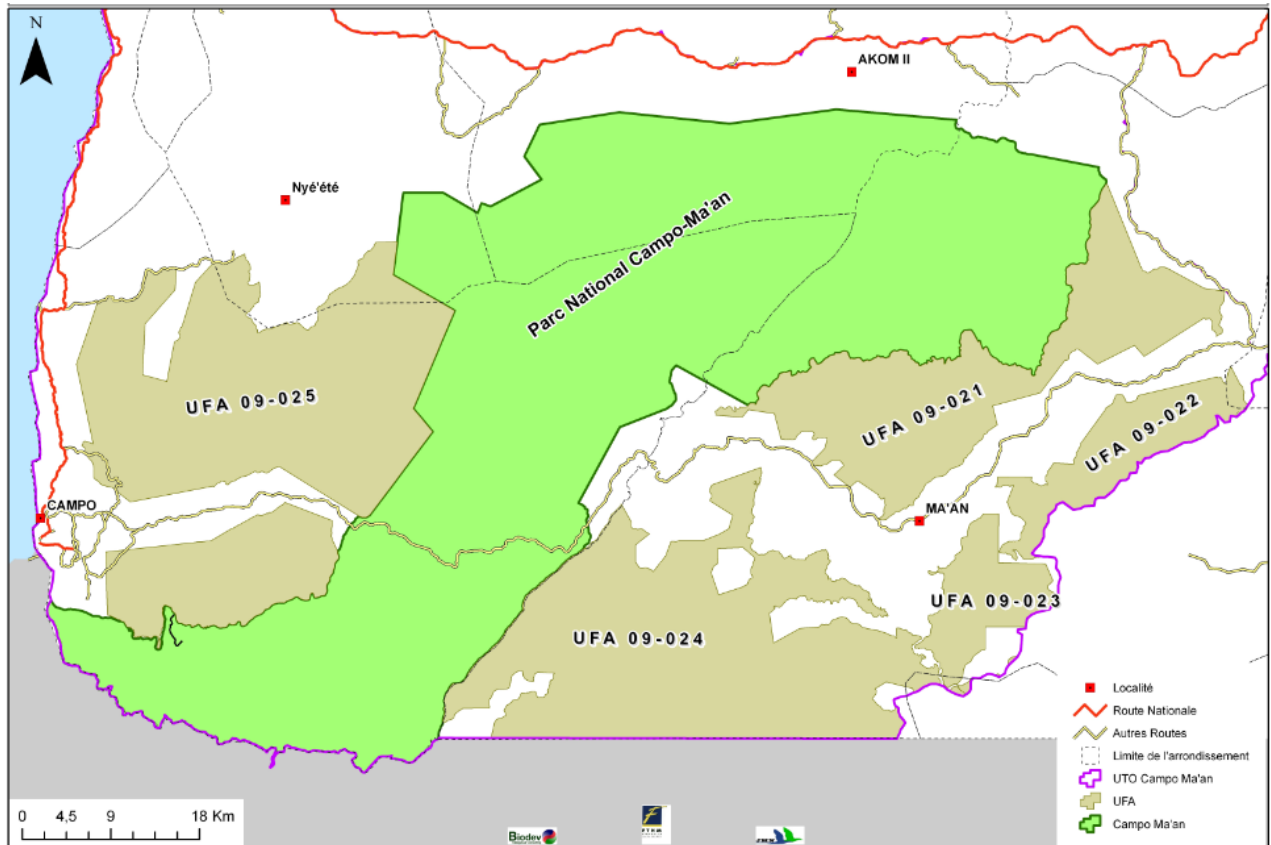 N
AKOM II
Nyé'été
Parc National Campo-Ma'an
UFA 09-025
UFA 09-021
UFA 09-022
CAMPO
MA'AN
UFA 09-023
UFA 09-024
Localité
Route Nationale
Autres Routes
Limite de l'arrondissement
UTO Campo Ma'an
UFA
Campo Ma'an
0 4,5 9 18 Km
Biodev
F
FTHM